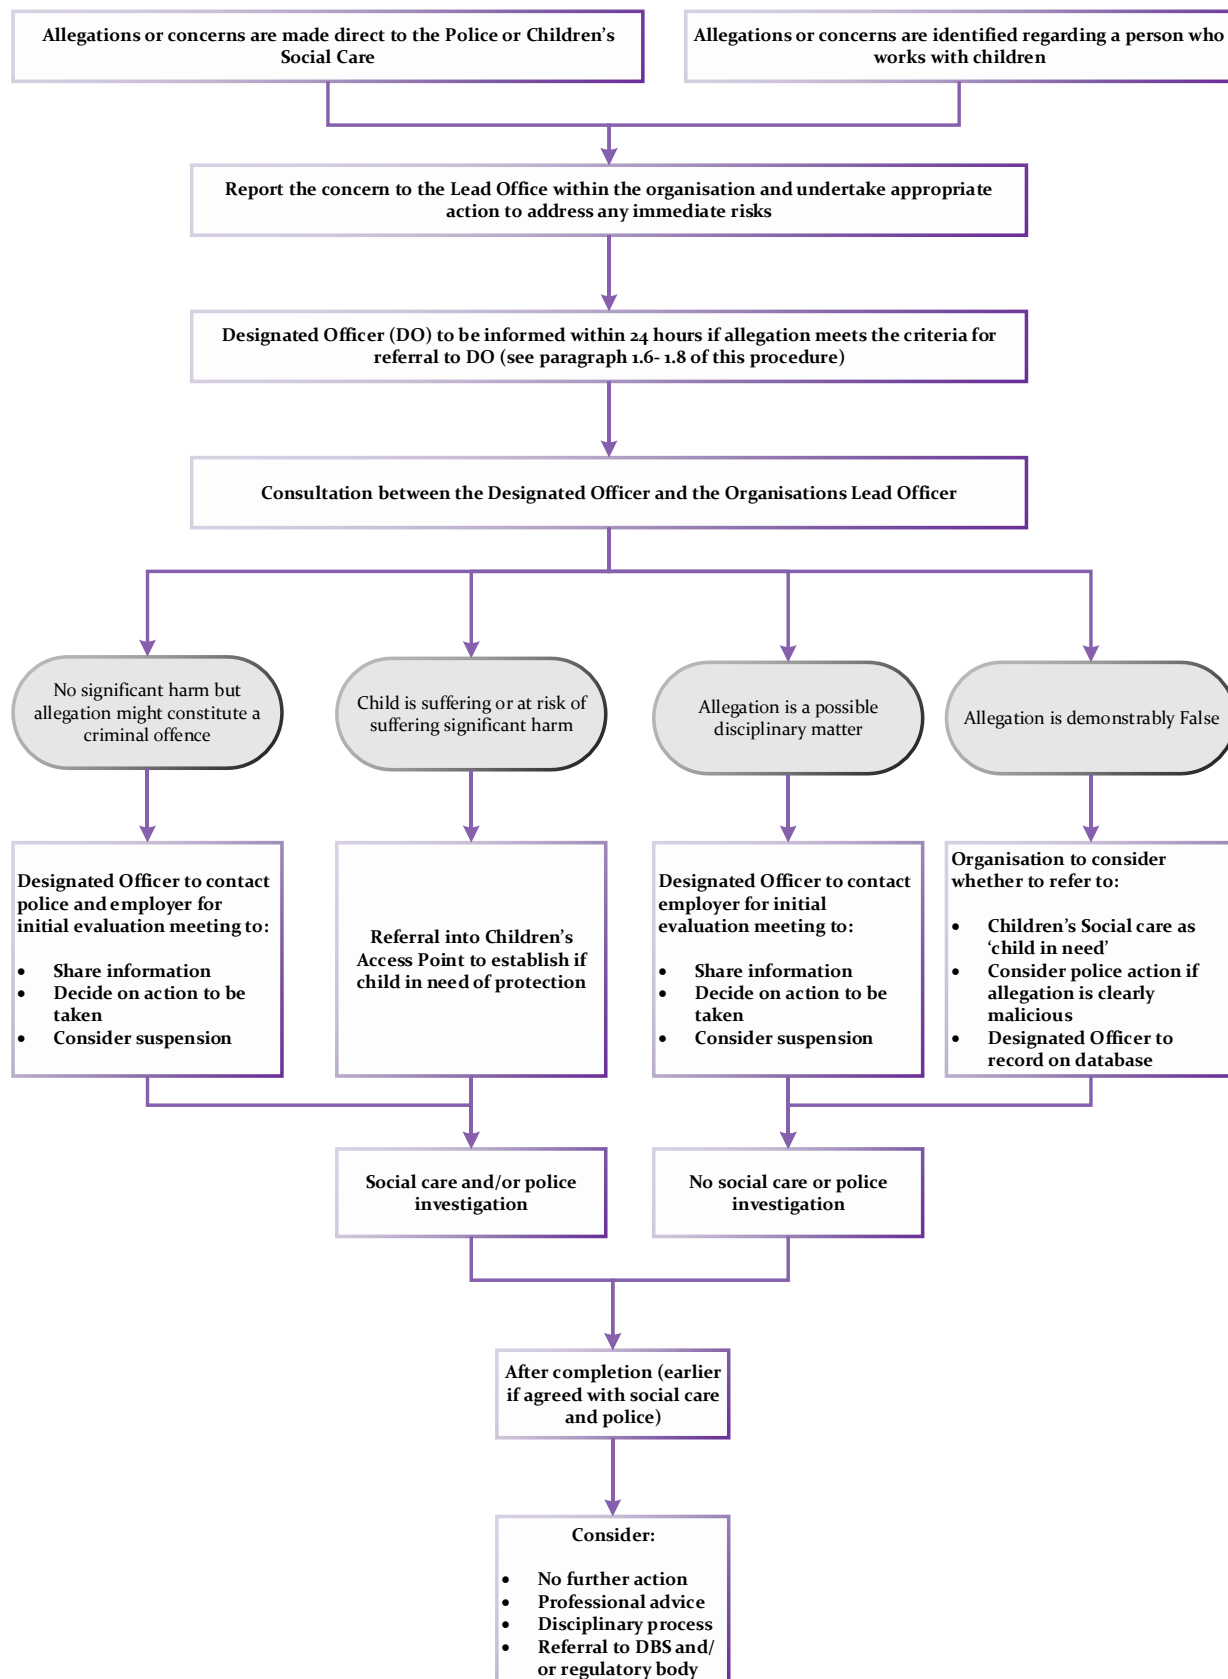 Allegations or concerns are made direct to the Police or Children’s
Social Care
Allegations or concerns are identified regarding a person who
works with children
Report the concern to the Lead Office within the organisation and undertake appropriate
action to address any immediate risks
Designated Officer (DO) to be informed within 24 hours if allegation meets the criteria for
referral to DO (see paragraph 1.6- 1.8 of this procedure)
Consultation between the Designated Officer and the Organisations Lead Officer
No significant harm but
allegation might constitute a
criminal offence
Child is suffering or at risk of
suffering significant harm
Allegation is a possible
disciplinary matter
Allegation is demonstrably False
Designated Officer to contact
police and employer for
initial evaluation meeting to:
• Share information
• Decide on action to be
taken
• Consider suspension
Referral into Children’s
Access Point to establish if
child in need of protection
Designated Officer to contact
employer for initial
evaluation meeting to:
• Share information
• Decide on action to be
taken
• Consider suspension
Organisation to consider
whether to refer to:
• Children’s Social care as
‘child in need’
• Consider police action if
allegation is clearly
malicious
• Designated Officer to
record on database
Social care and/or police
investigation
No social care or police
investigation
After completion (earlier
if agreed with social care
and police)
Consider:
• No further action
• Professional advice
• Disciplinary process
• Referral to DBS and/
or regulatory body